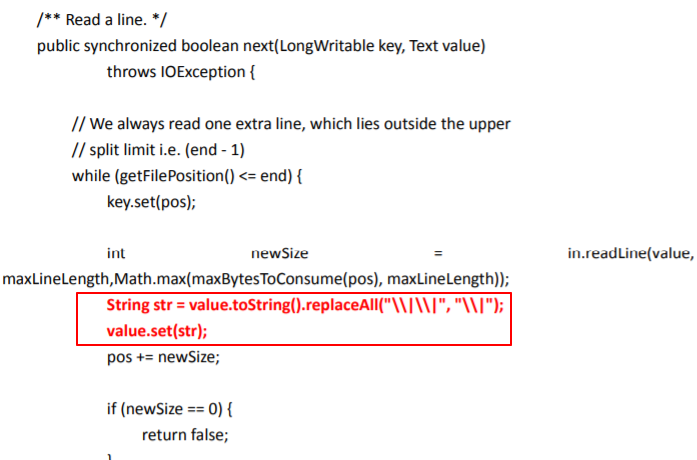 /** Read a line. */
public synchronized boolean next(LongWritable key, Text value)
throws IOException {
// We always read one extra line, which lies outside the upper
// split limit i.e. (end - 1)
while (getFilePosition() <= end) {
key.set(pos);
int newSize = in.readLine(value,
maxLineLength,Math.max(maxBytesToConsume(pos), maxLineLength));
String str = value.toString().replaceAll("\\|\\|", "\\|");
value.set(str);
pos += newSize;
if (newSize == 0) {
return false;
}